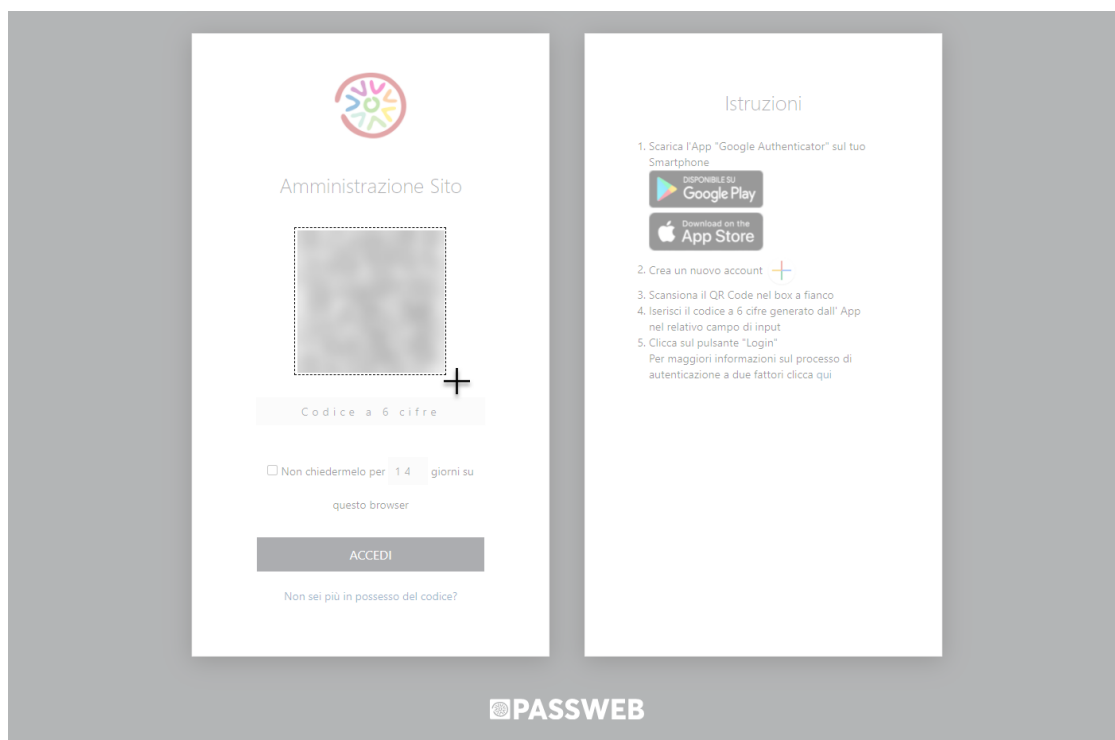 Amministrazione Sito
Codice a 6 cifre
Non chiedermelo per 14 giorni su
questo browser
ACCEDI
Non sei più in possesso del codice?
Istruzioni
1. Scarica l'App "Google Authenticator" sul tuo
Smartphone
DISPONIBILE SU
Google Play
Download on the
App Store
2. Crea un nuovo account
3. Scansiona il QR Code nel box a fianco
4. Iserisci il codice a 6 cifre generato dall' App
nel relativo campo di input
5. Clicca sul pulsante "Login"
Per maggiori informazioni sul processo di
autenticazione a due fattori clicca qui
PASSWEB